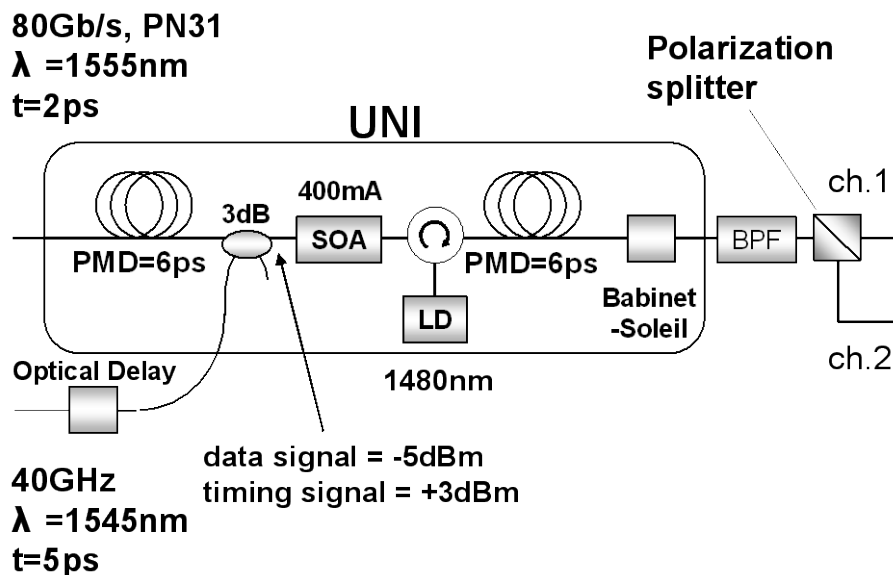 80Gb/s, PN31
λ =1555nm
t=2ps
Polarization
splitter
UNI
ch.1
400mA
3dB
SOA
BPF
PMD=6ps
PMD=6ps
LD
Babinet
-Soleil
ch.2
Optical Delay
1480nm
data signal = -5dBm
timing signal = +3dBm
40GHz
λ =1545nm
t=5ps